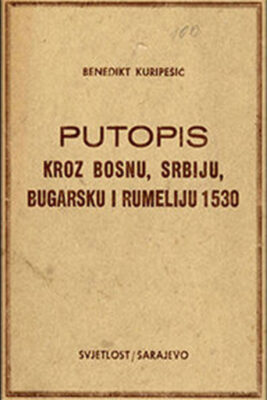 100
BENEDIKT KURIPEŠIĆ
PUTOPIS
KROZ BOSNU, SRBIJU,
BUGARSKU I RUMELIJU 1530
SVJETLOST/SARAJEVO